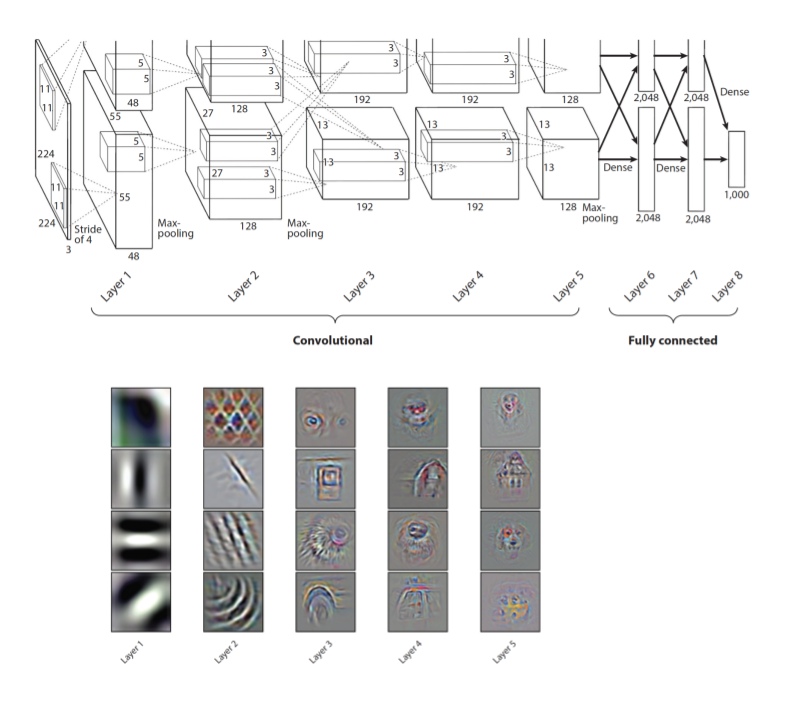 3
5
3
11
5
3
3
3
11
48
55
27
128
192
192
128
2,048
2,048
Dense
13
13
13
5
5
3
3
3
3
224
13
3
3
13
13
27
3
3
Dense
Dense
11
11
55
192
192
128
Max-
pooling
2,048
2,048
1,000
224
3
Stride
of 4
Max-
pooling
128
Max-
pooling
48
Layer 1
Layer 2
Layer 3
Layer 4
Layer 5
Layer 6
Layer 7
Layer 8
Convolutional
Fully connected
Layer 1
Layer 2
Layer 3
Layer 4
Layer 5